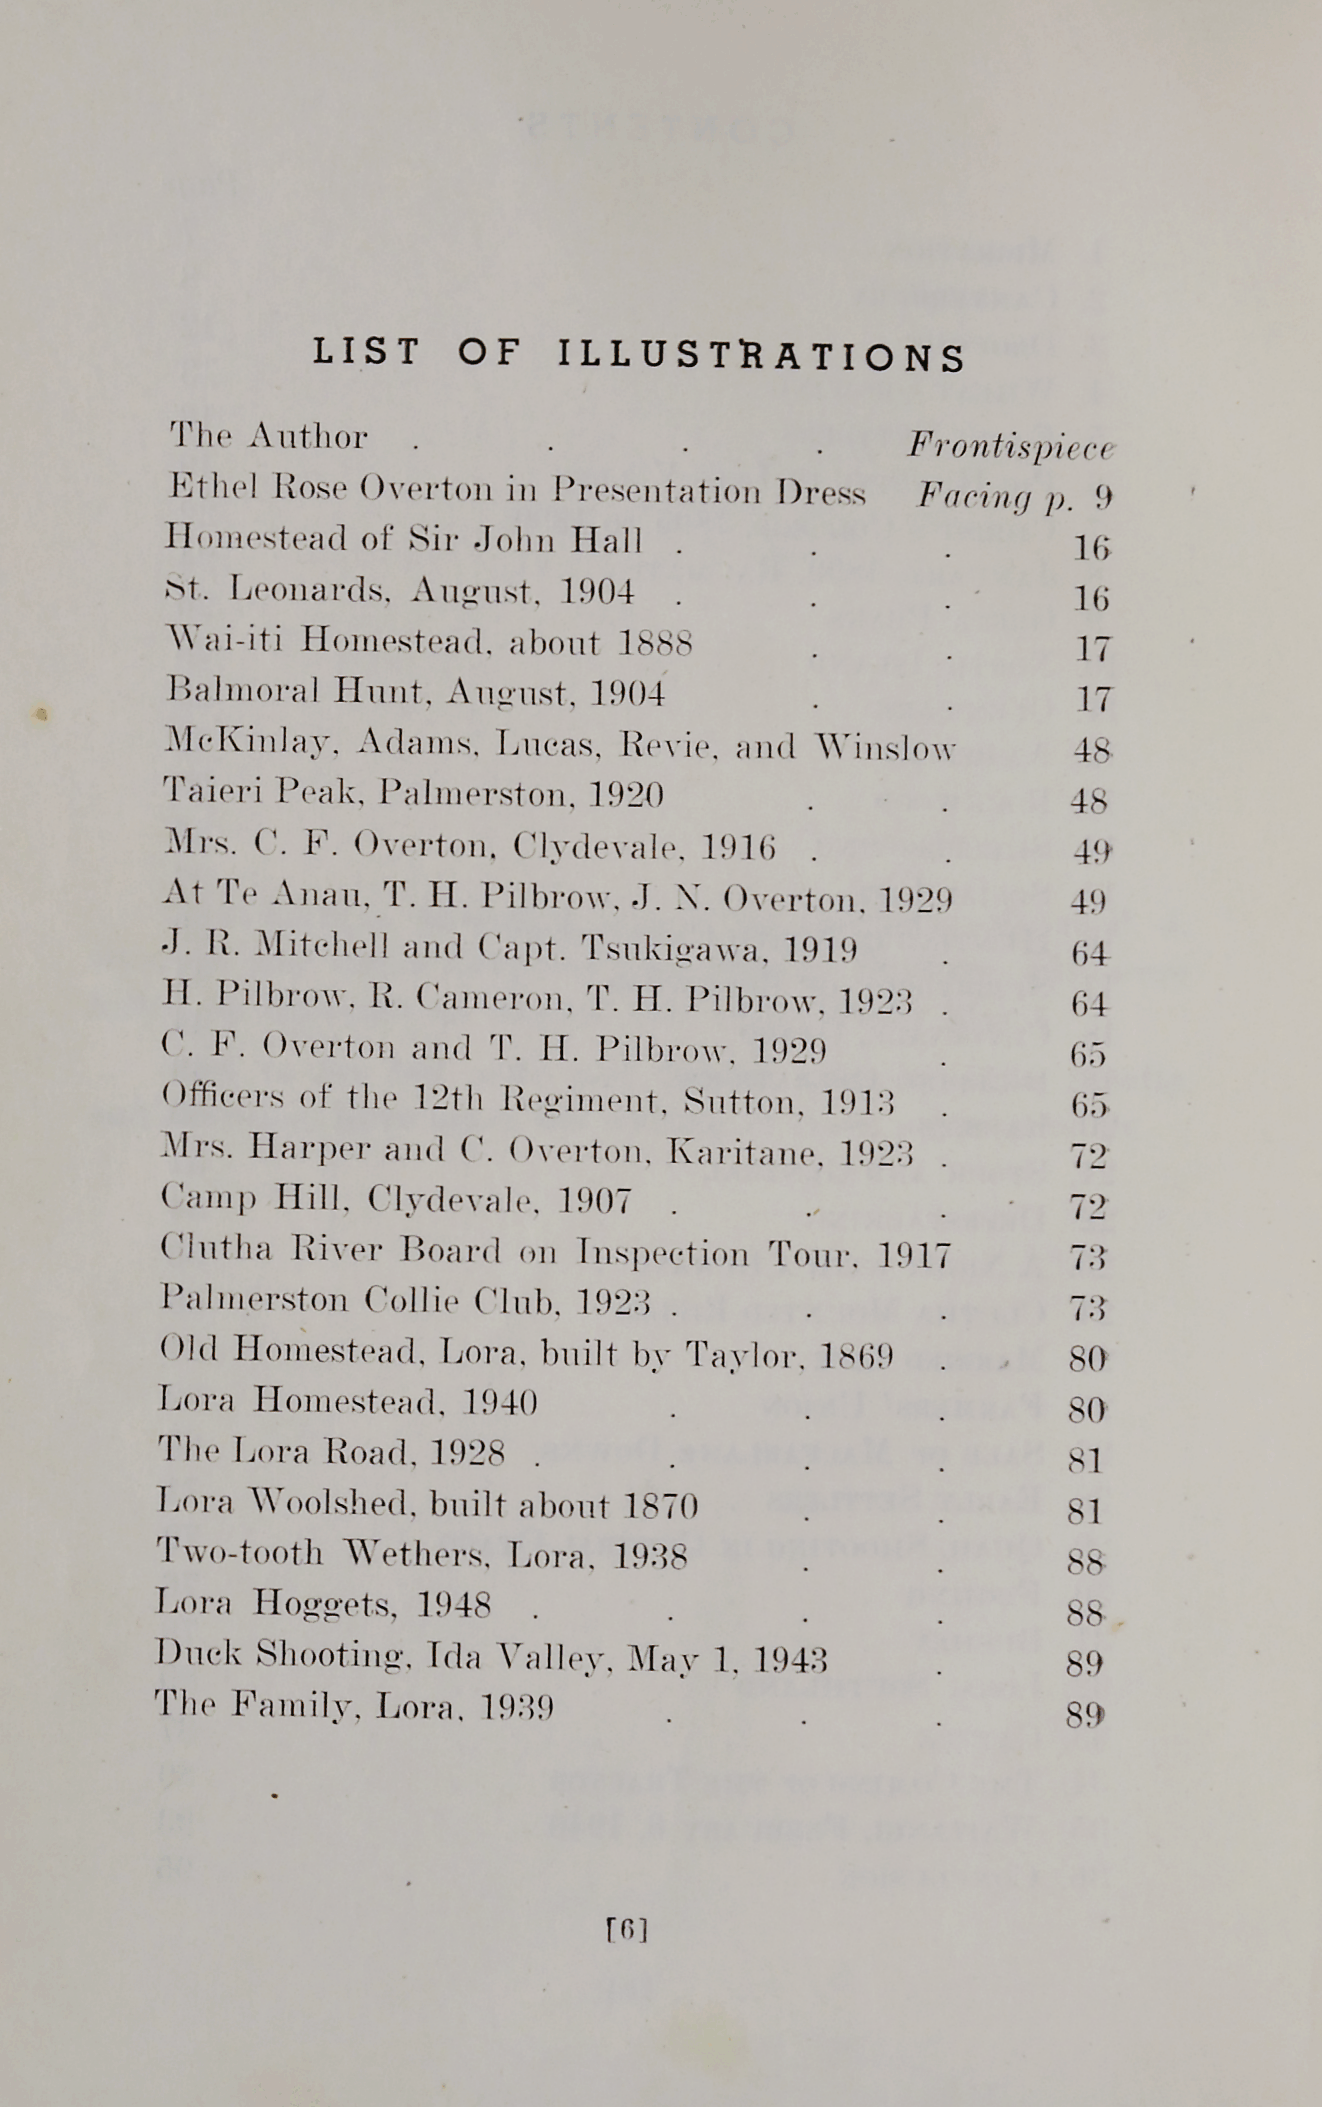 LIST OF ILLUSTRATIONS
The Author . . . . Frontispiece
Ethel Rose Overton in Presentation Dress Facing p. 9
Homestead of Sir John Hall . . . 16
St. Leonards, August, 1904 . . . 16
Wai-iti Homestead, about 1888 . . 17
Balmoral Hunt, August, 1904 . . 17
McKinlay, Adams, Lucas, Revie, and Winslow 48
Taieri Peak, Palmerston, 1920 . . 48
Mrs. C. F. Overton, Clydevale, 1916 . . 49
At Te Anau, T. H. Pilbrow, J. N. Overton, 1929 49
J. R. Mitchell and Capt. Tsukigawa, 1919 . 64
H. Pilbrow, R. Cameron, T. H. Pilbrow, 1923 . 64
C. F. Overton and T. H. Pilbrow, 1929 . 65
Officers of the 12th Regiment, Sutton, 1913 . 65
Mrs. Harper and C. Overton, Karitane, 1923 . 72
Camp Hill, Clydevale, 1907 . . . 72
Clutha River Board on Inspection Tour, 1917 73
Palmerston Collie Club, 1923 . . . 73
Old Homestead, Lora, built by Taylor, 1869 . 80
Lora Homestead, 1940 . . . 80
The Lora Road, 1928 . . . . 81
Lora Woolshed, built about 1870 . . 81
Two-tooth Wethers, Lora, 1938 . . 88
Lora Hoggets, 1948 . . . . 88
Duck Shooting, Ida Valley, May 1, 1943 . 89
The Family, Lora, 1939 . . . 89
[6]